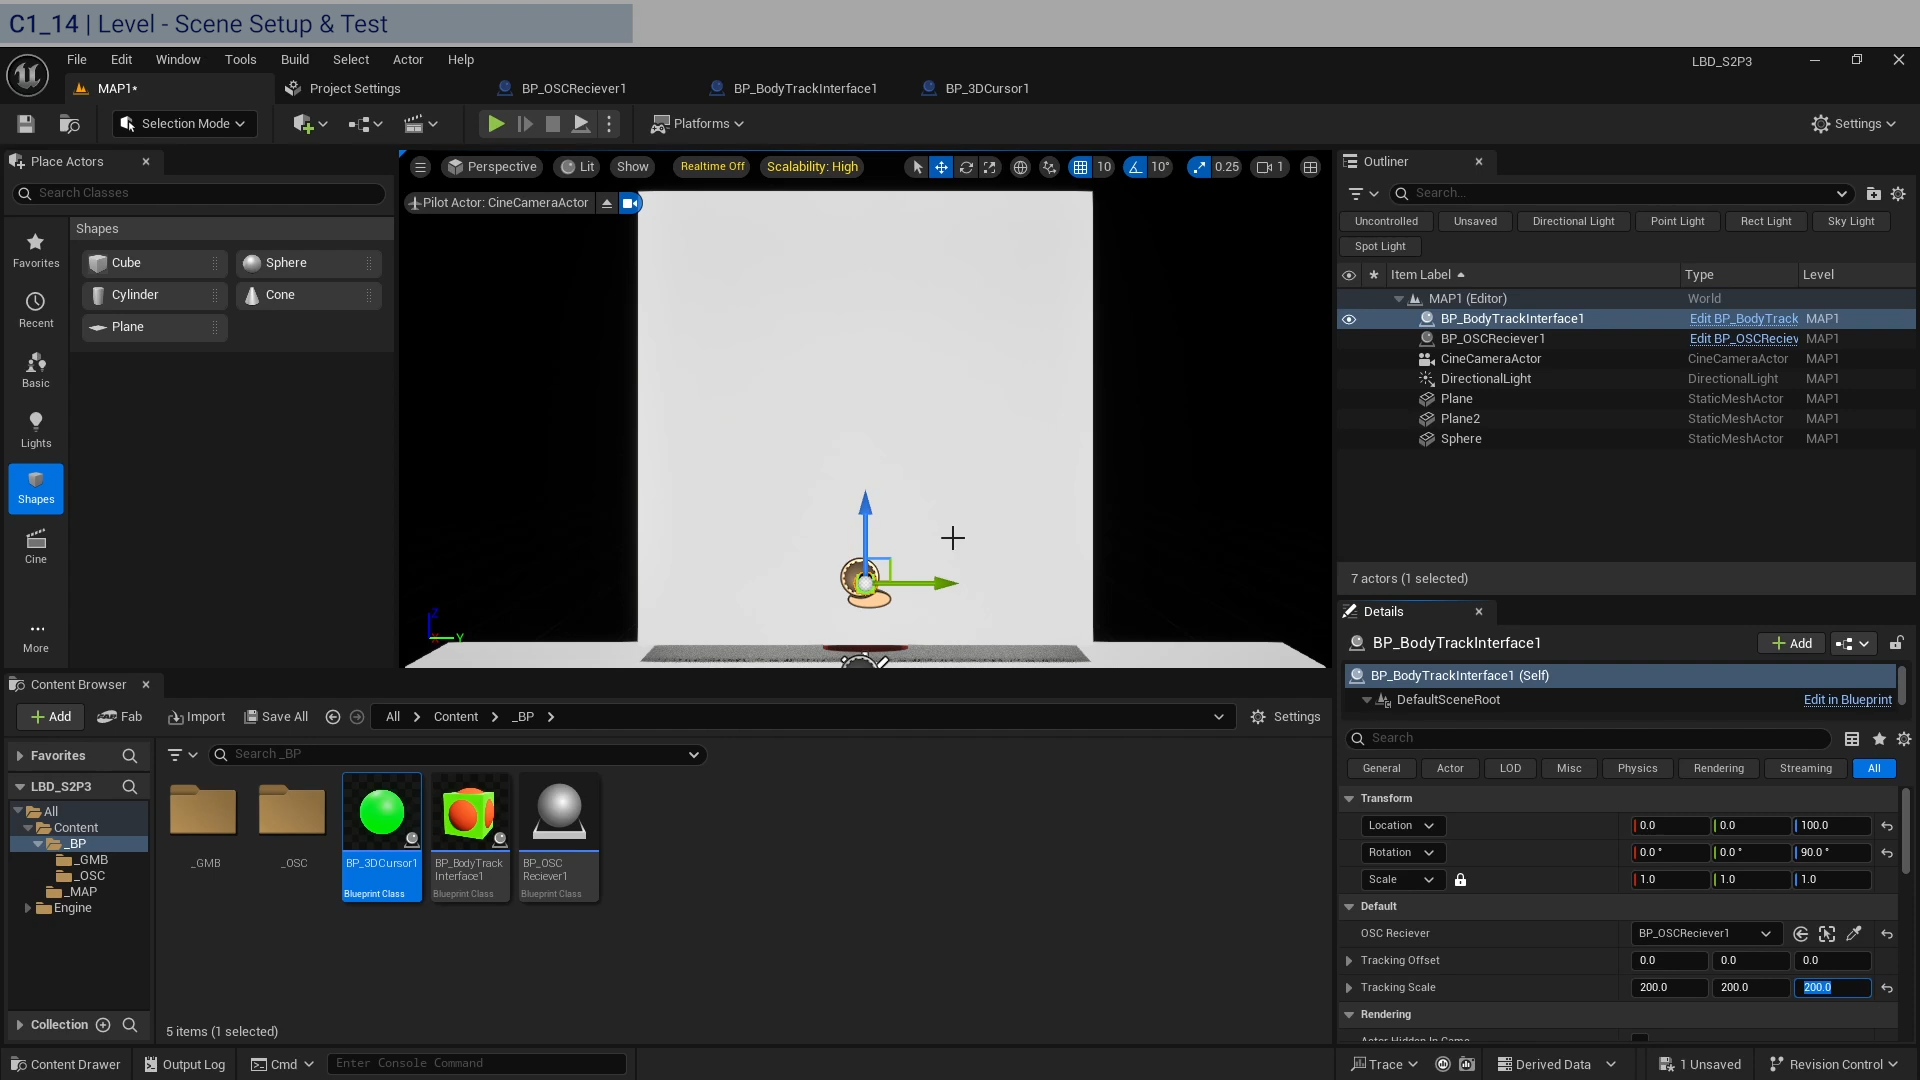 C1_14 | Level - Scene Setup & Test
File Edit Window Tools Build Select Actor Help
LBD_S2P3
MAP1*
Project Settings
BP_OSCReciever1
BP_BodyTrackInterface1
BP_3DCursor1
Selection Mode
Platforms
Settings
Place Actors
Search Classes
Shapes
Favorites
Recent
Basic
Lights
Shapes
Cine
More
Cube
Sphere
Cylinder
Cone
Plane
Perspective
Lit
Show
Realtime Off
Scalability: High
10
10°
0.25
1
Pilot Actor: CineCameraActor
Z
Y
Outliner
Search...
Uncontrolled
Unsaved
Directional Light
Point Light
Rect Light
Sky Light
Spot Light
Item Label Type Level
MAP1 (Editor) World
BP_BodyTrackInterface1 Edit BP_BodyTrack MAP1
BP_OSCReciever1 Edit BP_OSCReciev MAP1
CineCameraActor CineCameraActor MAP1
DirectionalLight DirectionalLight MAP1
Plane StaticMeshActor MAP1
Plane2 StaticMeshActor MAP1
Sphere StaticMeshActor MAP1
7 actors (1 selected)
Details
BP_BodyTrackInterface1
Add
BP_BodyTrackInterface1 (Self)
DefaultSceneRoot
Edit in Blueprint
Search
General
Actor
LOD
Misc
Physics
Rendering
Streaming
All
Transform
Location 0.0 0.0 100.0
Rotation 0.0 ° 0.0 ° 90.0 °
Scale 1.0 1.0 1.0
Default
OSC Reciever BP_OSCReciever1
Tracking Offset 0.0 0.0 0.0
Tracking Scale 200.0 200.0 200.0
Rendering
Actor Hidden In Game
Content Browser
Add
Fab
Import
Save All
All
Content
_BP
Settings
Favorites
LBD_S2P3
All
Content
_BP
_GMB
_OSC
_MAP
Engine
Collection
Search _BP
_GMB
_OSC
BP_3DCursor1
Blueprint Class
BP_BodyTrack
Interface1
Blueprint Class
BP_OSC
Reciever1
Blueprint Class
5 items (1 selected)
Content Drawer
Output Log
Cmd
Enter Console Command
Trace
Derived Data
1 Unsaved
Revision Control